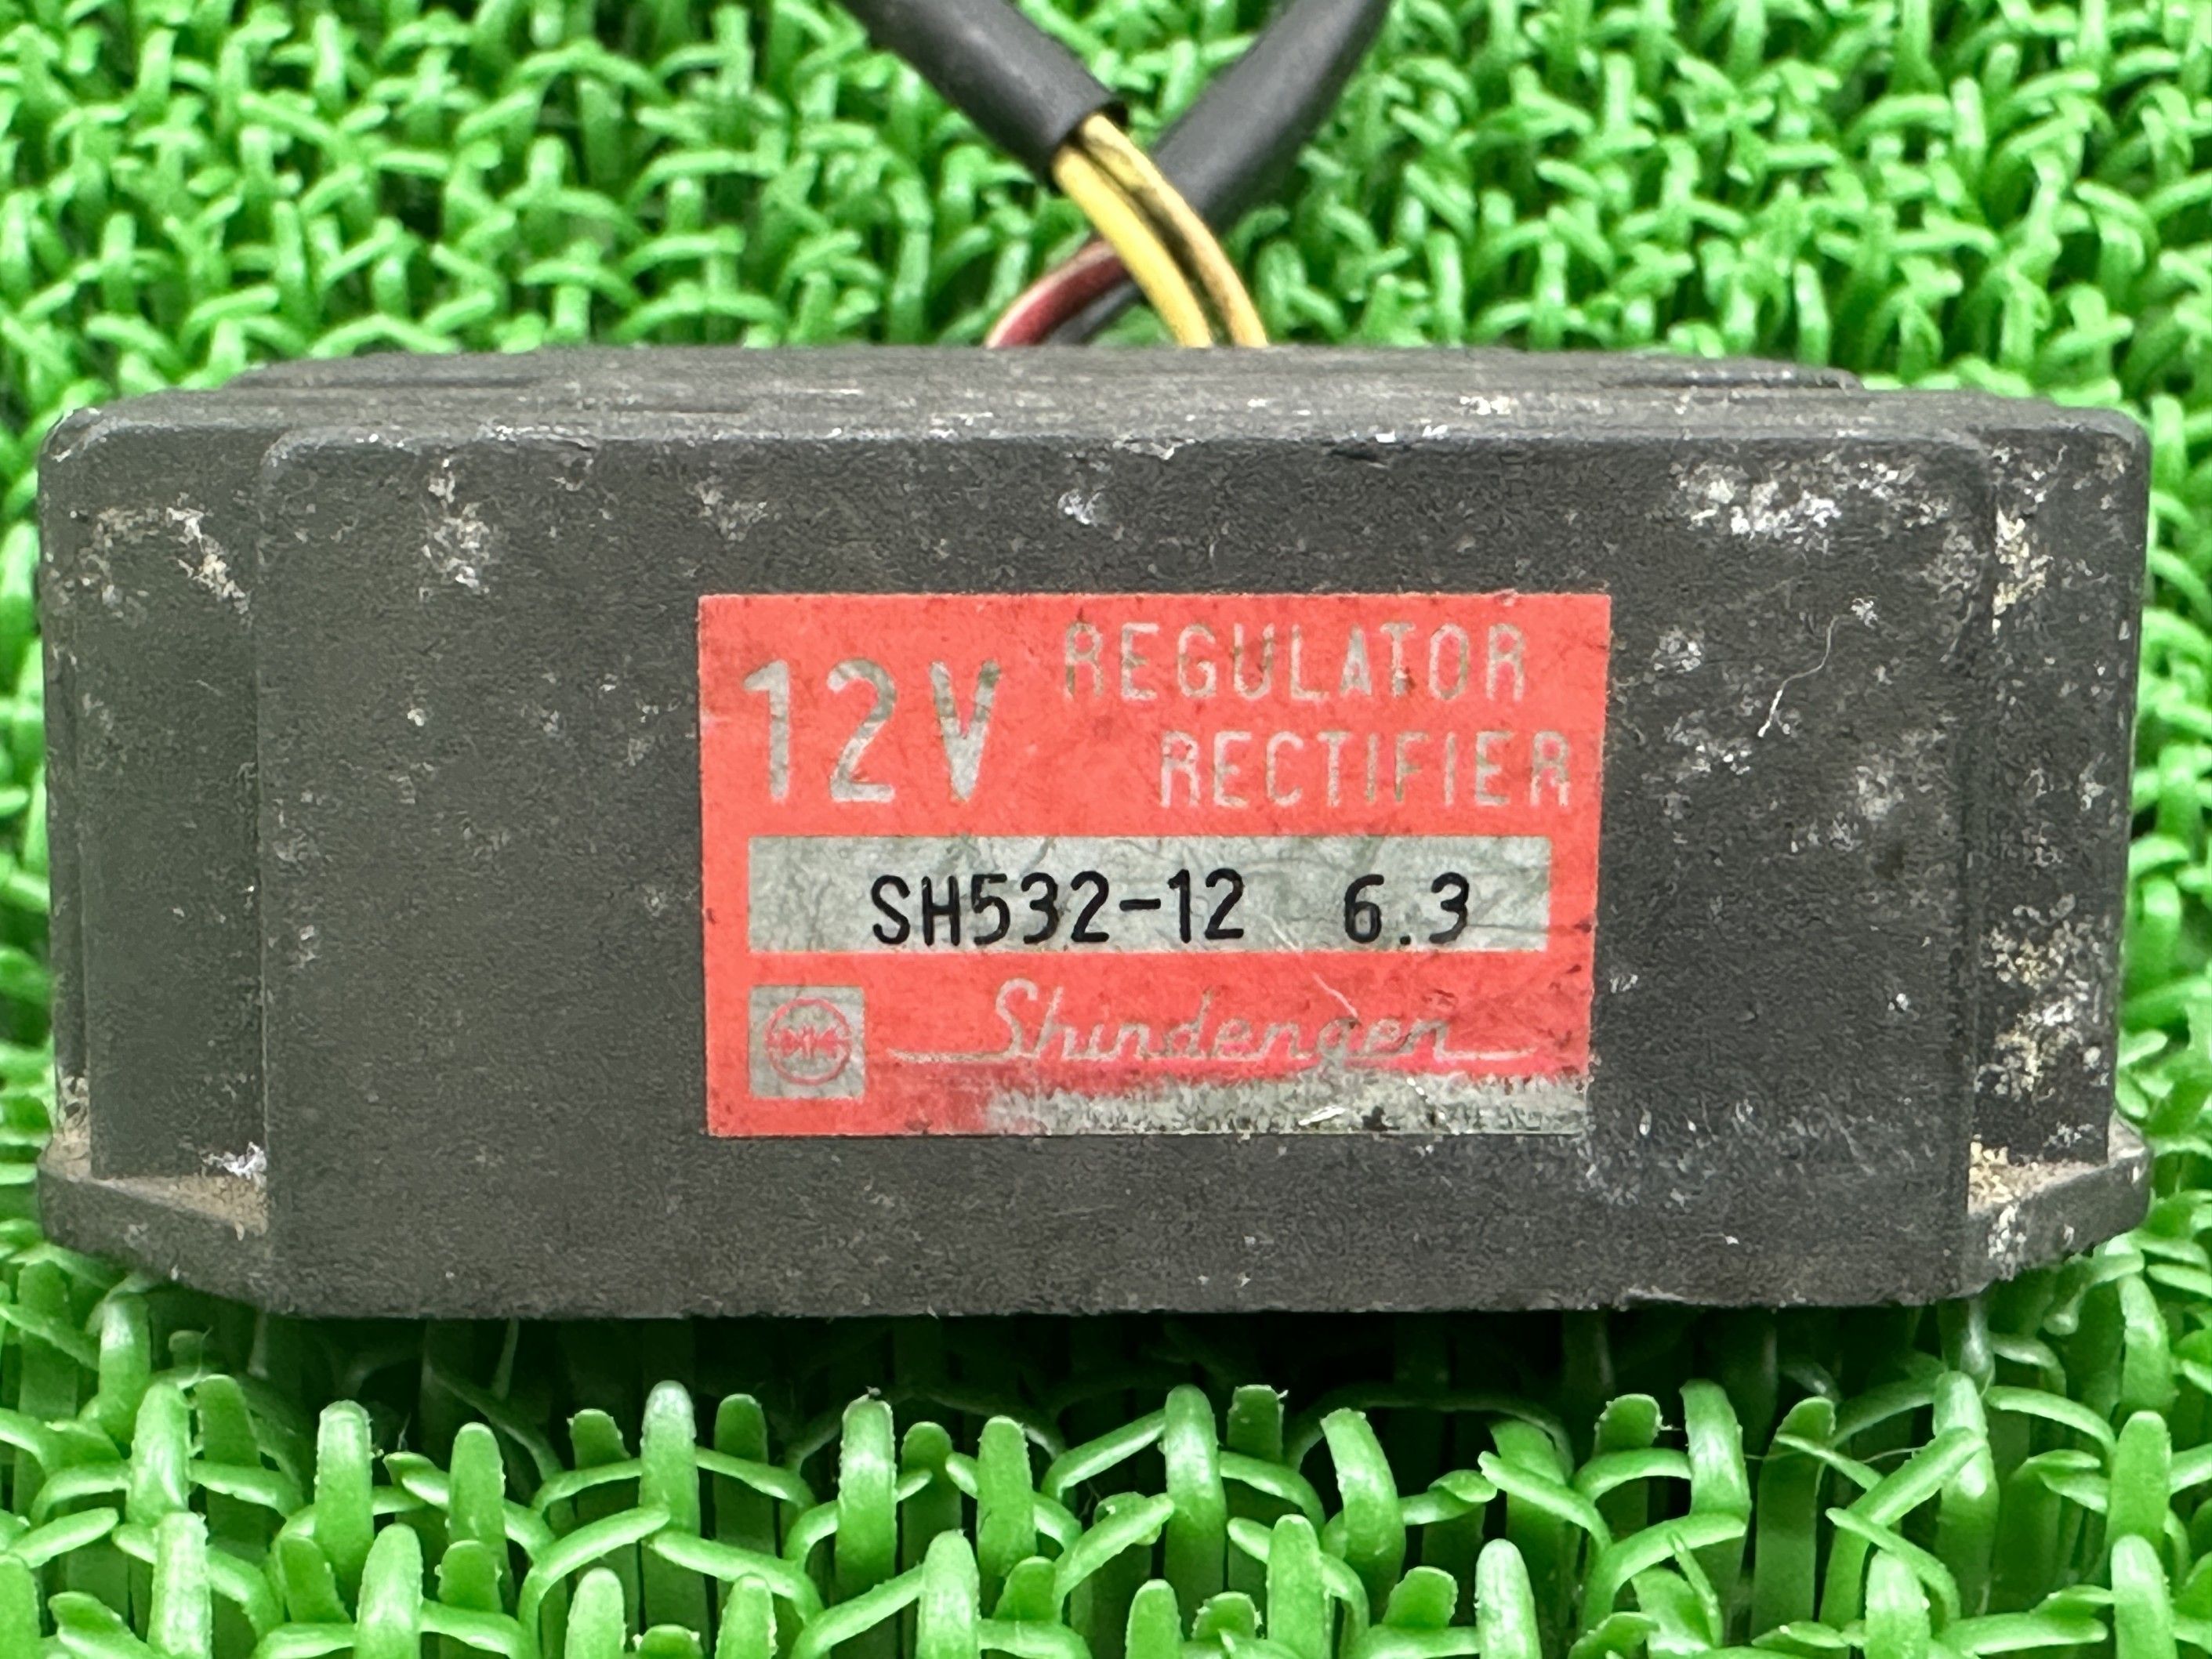 12V REGULATOR
RECTIFIER
SH532-12 6.3
Shindengen